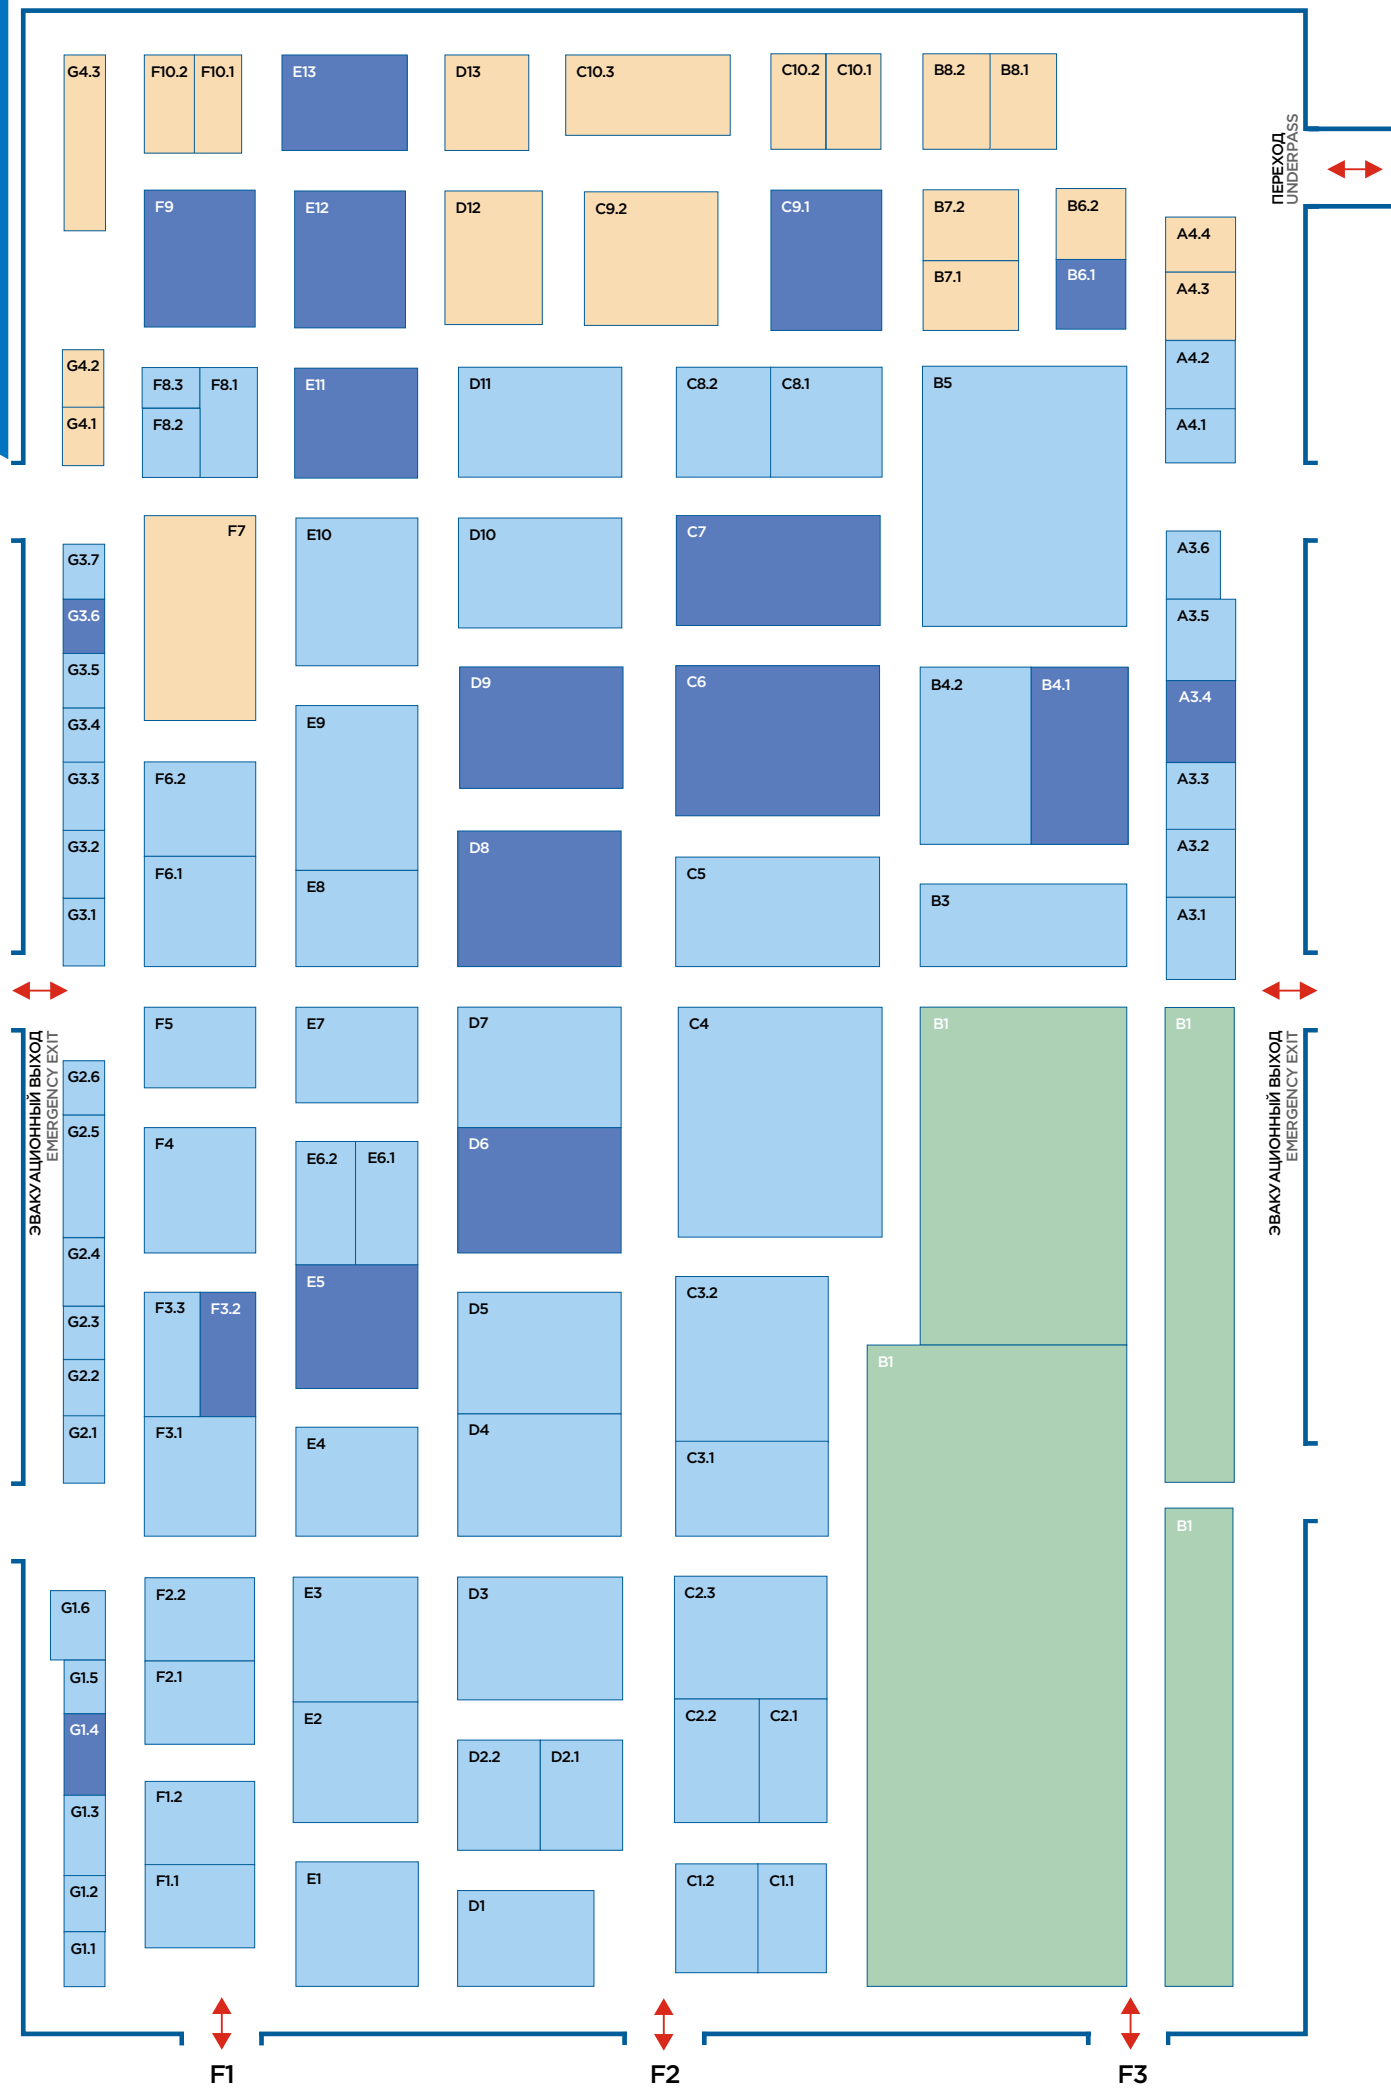 G4.3 F10.2 F10.1 E13 D13 C10.3 C10.2 C10.1 B8.2 B8.1
ПЕРЕХОД
UNDERPASS
F9 E12 D12 C9.2 C9.1 B7.2 B6.2
A4.4
B7.1 B6.1
A4.3
G4.2 F8.3 F8.1 E11 D11 C8.2 C8.1 B5 A4.2
G4.1 F8.2 A4.1
F7 E10 D10 C7
G3.7 A3.6
G3.6 A3.5
G3.5 D9 C6 B4.2 B4.1 A3.4
G3.4 E9
G3.3 F6.2 A3.3
G3.2 D8 A3.2
F6.1 E8 C5
G3.1 B3 A3.1
F5 E7 D7 C4 B1 B1
ЭВАКУАЦИОННЫЙ ВЫХОД
EMERGENCY EXIT
ЭВАКУАЦИОННЫЙ ВЫХОД
EMERGENCY EXIT
G2.6
G2.5 F4 E6.2 E6.1 D6
G2.4
E5 C3.2
G2.3 F3.3 F3.2 D5
G2.2 B1
G2.1 F3.1 E4 D4 C3.1
B1
G1.6 F2.2 E3 D3 C2.3
G1.5 F2.1
G1.4 E2 C2.2 C2.1
D2.2 D2.1
G1.3 F1.2
G1.2 F1.1 E1 C1.2 C1.1
D1
G1.1
F1 F2 F3